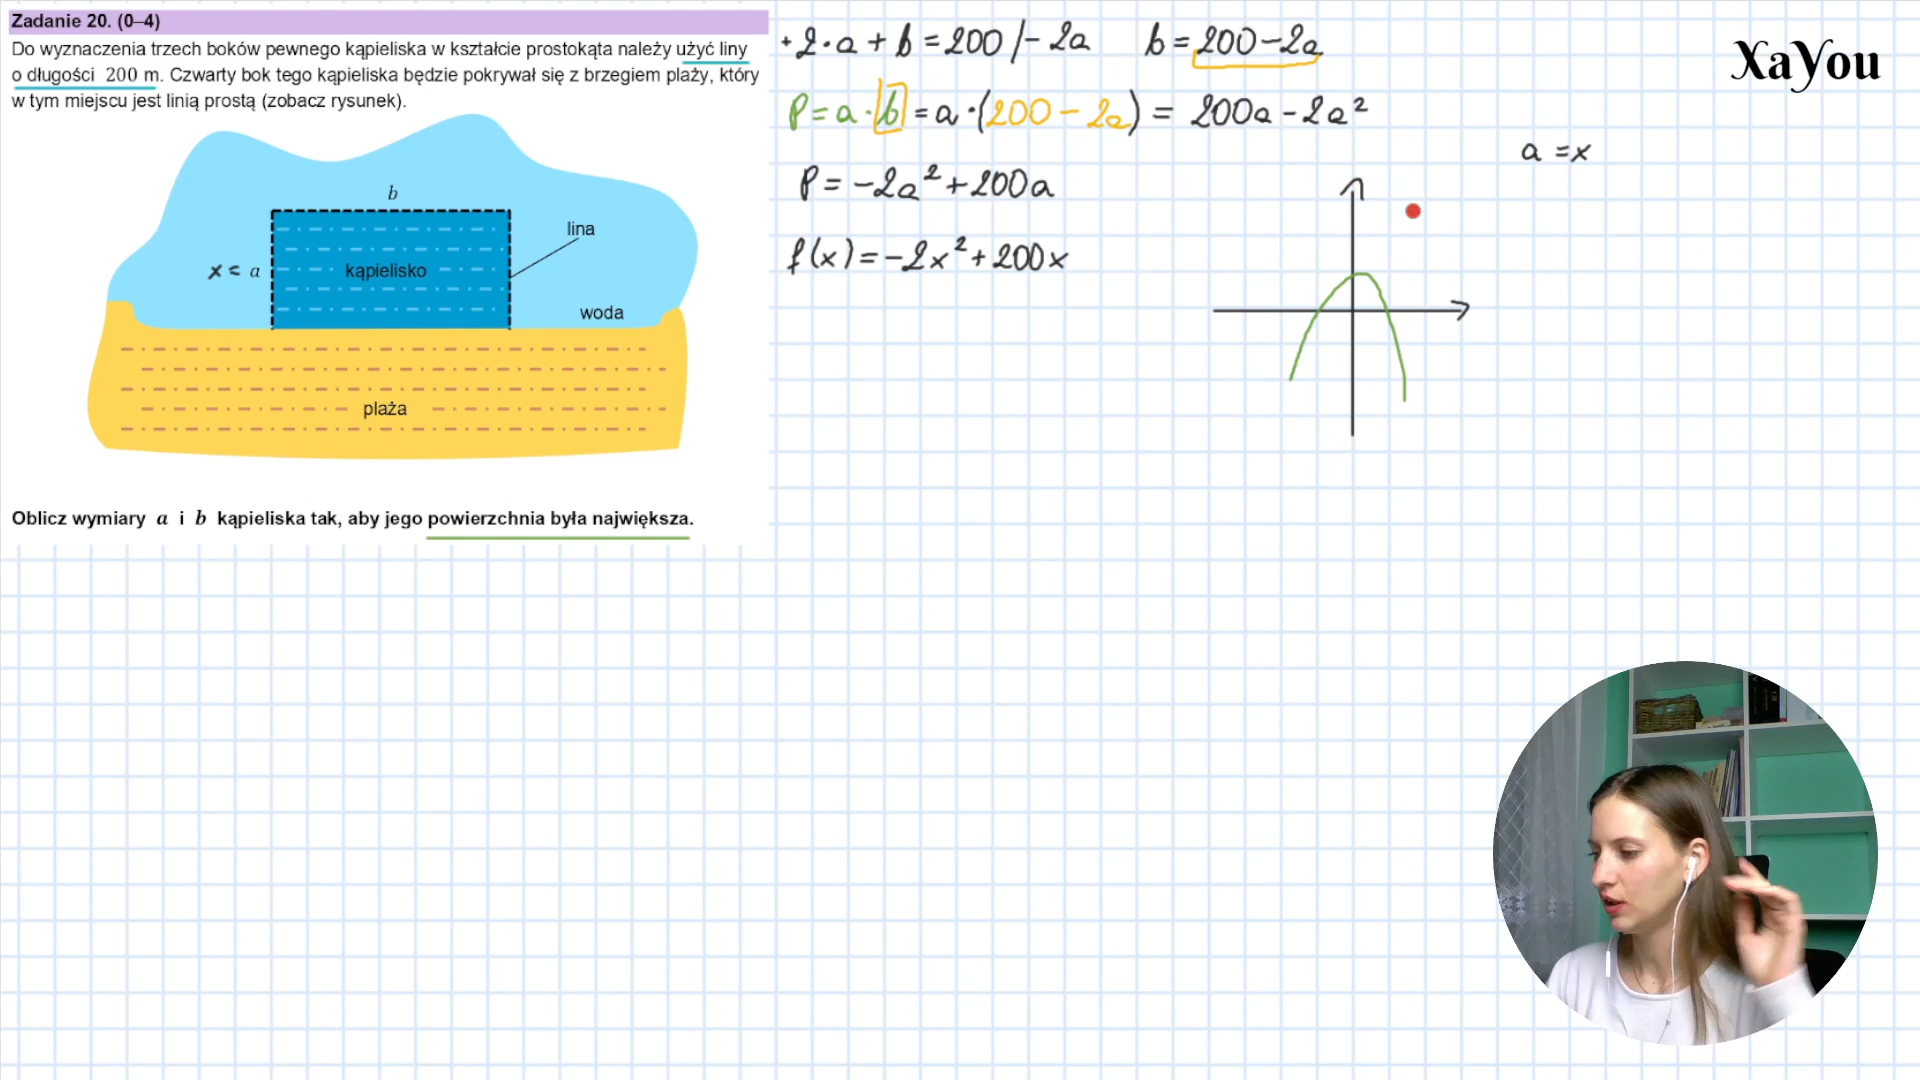 Zadanie 20. (0–4)
Do wyznaczenia trzech boków pewnego kąpieliska w kształcie prostokąta należy użyć liny
o długości 200 m. Czwarty bok tego kąpieliska będzie pokrywał się z brzegiem plaży, który
w tym miejscu jest linią prostą (zobacz rysunek).
b
lina
x = a
kąpielisko
woda
plaża
Oblicz wymiary a i b kąpieliska tak, aby jego powierzchnia była największa.
+2·a + b = 200 /-2a
b = 200-2a
P = a·b = a·(200-2a) = 200a-2a²
P = -2a²+200a
f(x) = -2x²+200x
a = x
XaYou